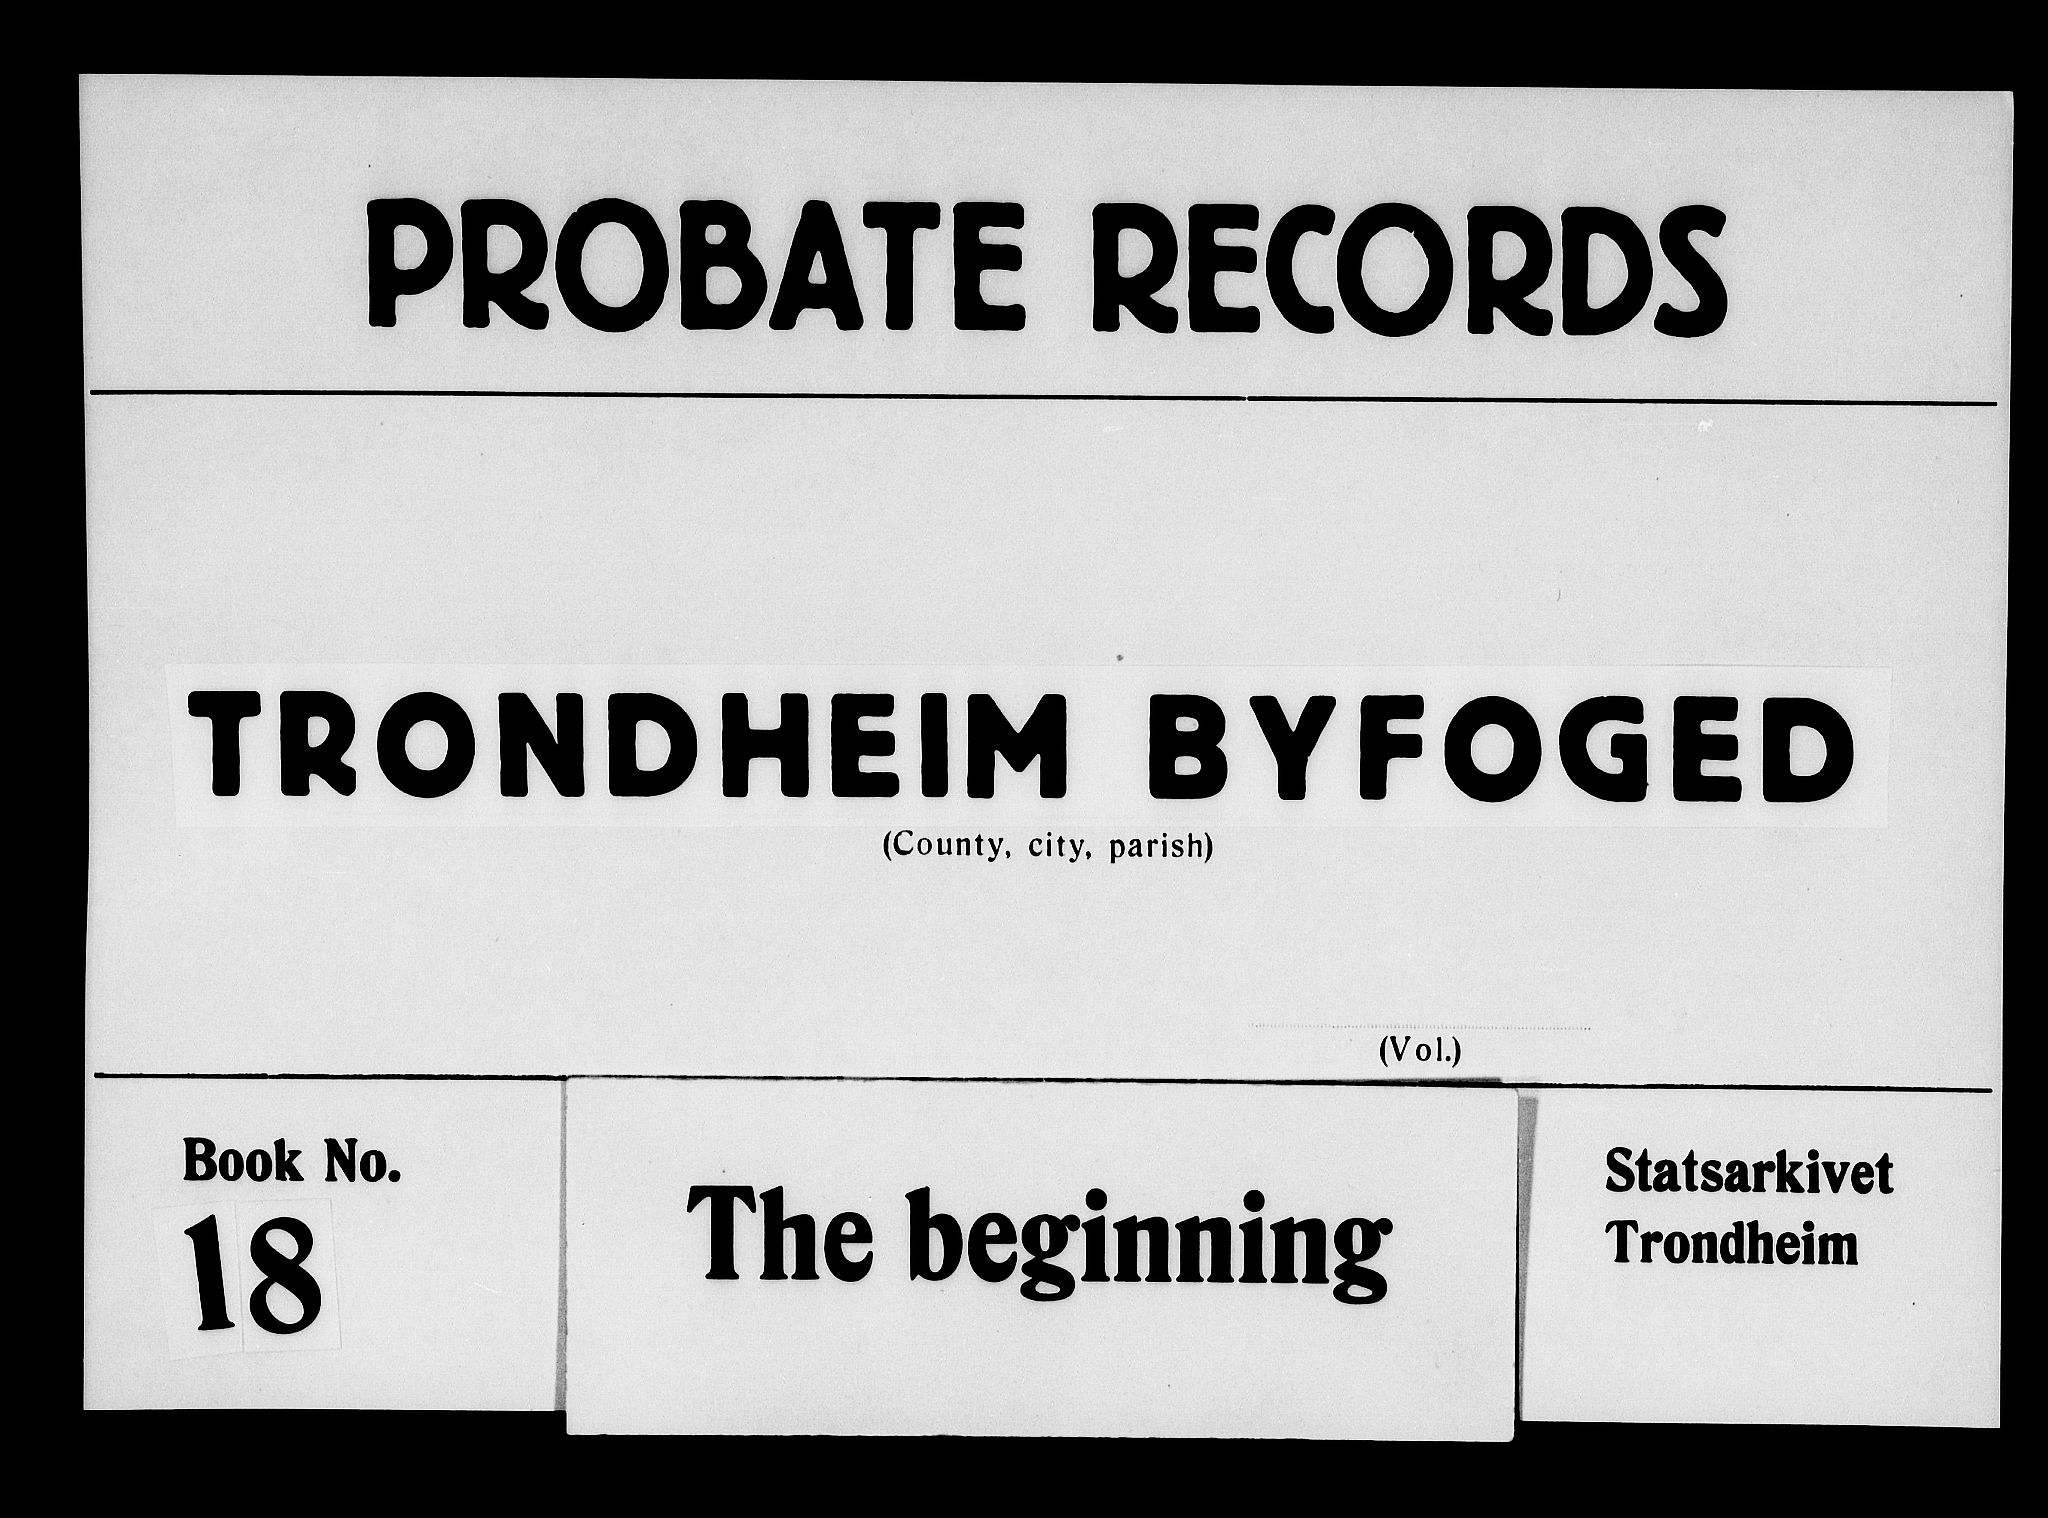 PROBATE RECORDS
TRONDHEIM BYFOGED
(County, city, parish)
(Vol.)
Book No.
18
The beginning
Statsarkivet
Trondheim